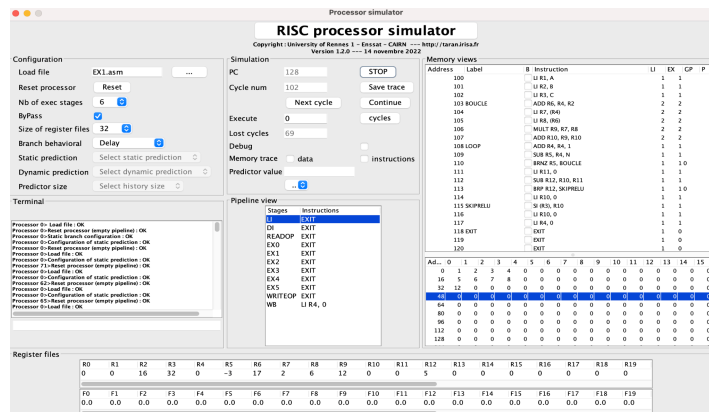 Processor simulator
RISC processor simulator
Copyright : University of Rennes 1 - Enssat - CAIRN --- http://taran.irisa.fr
Version 1.2.0 --- 14 novembre 2022
Configuration
Load file EX1.asm ...
Reset processor Reset
Nb of exec stages 6
ByPass
Size of register files 32
Branch behavioral Delay
Static prediction Select static prediction
Dynamic prediction Select dynamic prediction
Predictor size Select history size
Simulation
PC 128 STOP
Cycle num 102 Save trace
Next cycle Continue
Execute 0 cycles
Lost cycles 69
Debug
Memory trace data instructions
Predictor value
..
Memory views
Address Label B Instruction LI EX GP P
100 LI R1, A 1 1
101 LI R2, B 1 1
102 LI R3, C 1 1
103 BOUCLE ADD R6, R4, R2 2 2
104 LI R7, (R4) 2 2
105 LI R8, (R6) 2 2
106 MULT R9, R7, R8 2 2
107 ADD R10, R9, R10 2 2
108 LOOP ADD R4, R4, 1 1 1
109 SUB R5, R4, N 1 1
110 BRNZ R5, BOUCLE 1 1 0
111 LI R11, 0 1 1
112 SUB R12, R10, R11 1 1
113 BRP R12, SKIPRELU 1 1 0
114 LI R10, 0 1 1
115 SKIPRELU SI (R3), R10 1 1
116 LI R10, 0 1 1
117 LI R4, 0 1 1
118 EXIT EXIT 1 0
119 EXIT 1 0
120 EXIT 1 0
Terminal
Processor 0> Load file : OK
Processor 0>Reset processor (empty pipeline) : OK
Processor 0>Static branch configuration : OK
Processor 0>Configuration of static prediction : OK
Processor 0>Reset processor (empty pipeline) : OK
Processor 0>Load file : OK
Processor 0>Configuration of static prediction : OK
Processor 71>Reset processor (empty pipeline) : OK
Processor 0>Load file : OK
Processor 0>Configuration of static prediction : OK
Processor 62>Reset processor (empty pipeline) : OK
Processor 0>Load file : OK
Processor 0>Configuration of static prediction : OK
Processor 65>Reset processor (empty pipeline) : OK
Processor 0>Load file : OK
Pipeline view
Stages Instructions
LI EXIT
DI EXIT
READOP EXIT
EX0 EXIT
EX1 EXIT
EX2 EXIT
EX3 EXIT
EX4 EXIT
EX5 EXIT
WRITEOP EXIT
WB LI R4, 0
Ad... 0 1 2 3 4 5 6 7 8 9 10 11 12 13 14 15
0 1 2 3 4 0 0 0 0 0 0 0 0 0 0 0 0
16 5 6 7 8 0 0 0 0 0 0 0 0 0 0 0 0
32 12 0 0 0 0 0 0 0 0 0 0 0 0 0 0 0
48 0 0 0 0 0 0 0 0 0 0 0 0 0 0 0 0
64 0 0 0 0 0 0 0 0 0 0 0 0 0 0 0 0
80 0 0 0 0 0 0 0 0 0 0 0 0 0 0 0 0
96 0 0 0 0 0 0 0 0 0 0 0 0 0 0 0 0
112 0 0 0 0 0 0 0 0 0 0 0 0 0 0 0 0
128 0 0 0 0 0 0 0 0 0 0 0 0 0 0 0 0
Register files
R0 R1 R2 R3 R4 R5 R6 R7 R8 R9 R10 R11 R12 R13 R14 R15 R16 R17 R18 R19
0 0 16 32 0 -3 17 2 6 12 0 0 5 0 0 0 0 0 0 0
F0 F1 F2 F3 F4 F5 F6 F7 F8 F9 F10 F11 F12 F13 F14 F15 F16 F17 F18 F19
0.0 0.0 0.0 0.0 0.0 0.0 0.0 0.0 0.0 0.0 0.0 0.0 0.0 0.0 0.0 0.0 0.0 0.0 0.0 0.0